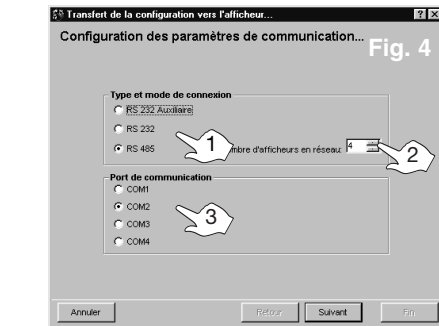 Transfert de la configuration vers l'afficheur...
Configuration des paramètres de communication...
Fig. 4
Type et mode de connexion
RS 232 Auxiliaire
RS 232
RS 485
1
d'afficheurs en réseau: 4
2
Port de communication
COM1
COM2
COM3
COM4
3
Annuler
Retour
Suivant
Fin